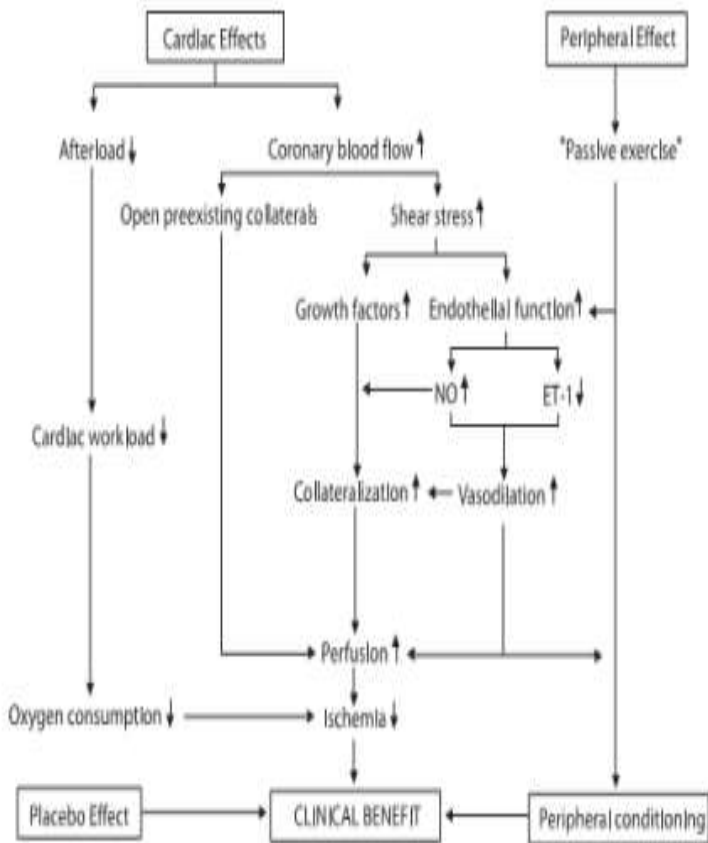 Cardiac Effects
Peripheral Effect
Afterload ↓
Coronary blood flow ↑
"Passive exercise"
Open preexisting collaterals
Shear stress ↑
Growth factors ↑
Endothelial function ↑
NO ↑
ET-1 ↓
Cardiac workload ↓
Collateralization ↑
Vasodilation ↑
Perfusion ↑
Oxygen consumption ↓
Ischemia ↓
Placebo Effect
CLINICAL BENEFIT
Peripheral conditioning